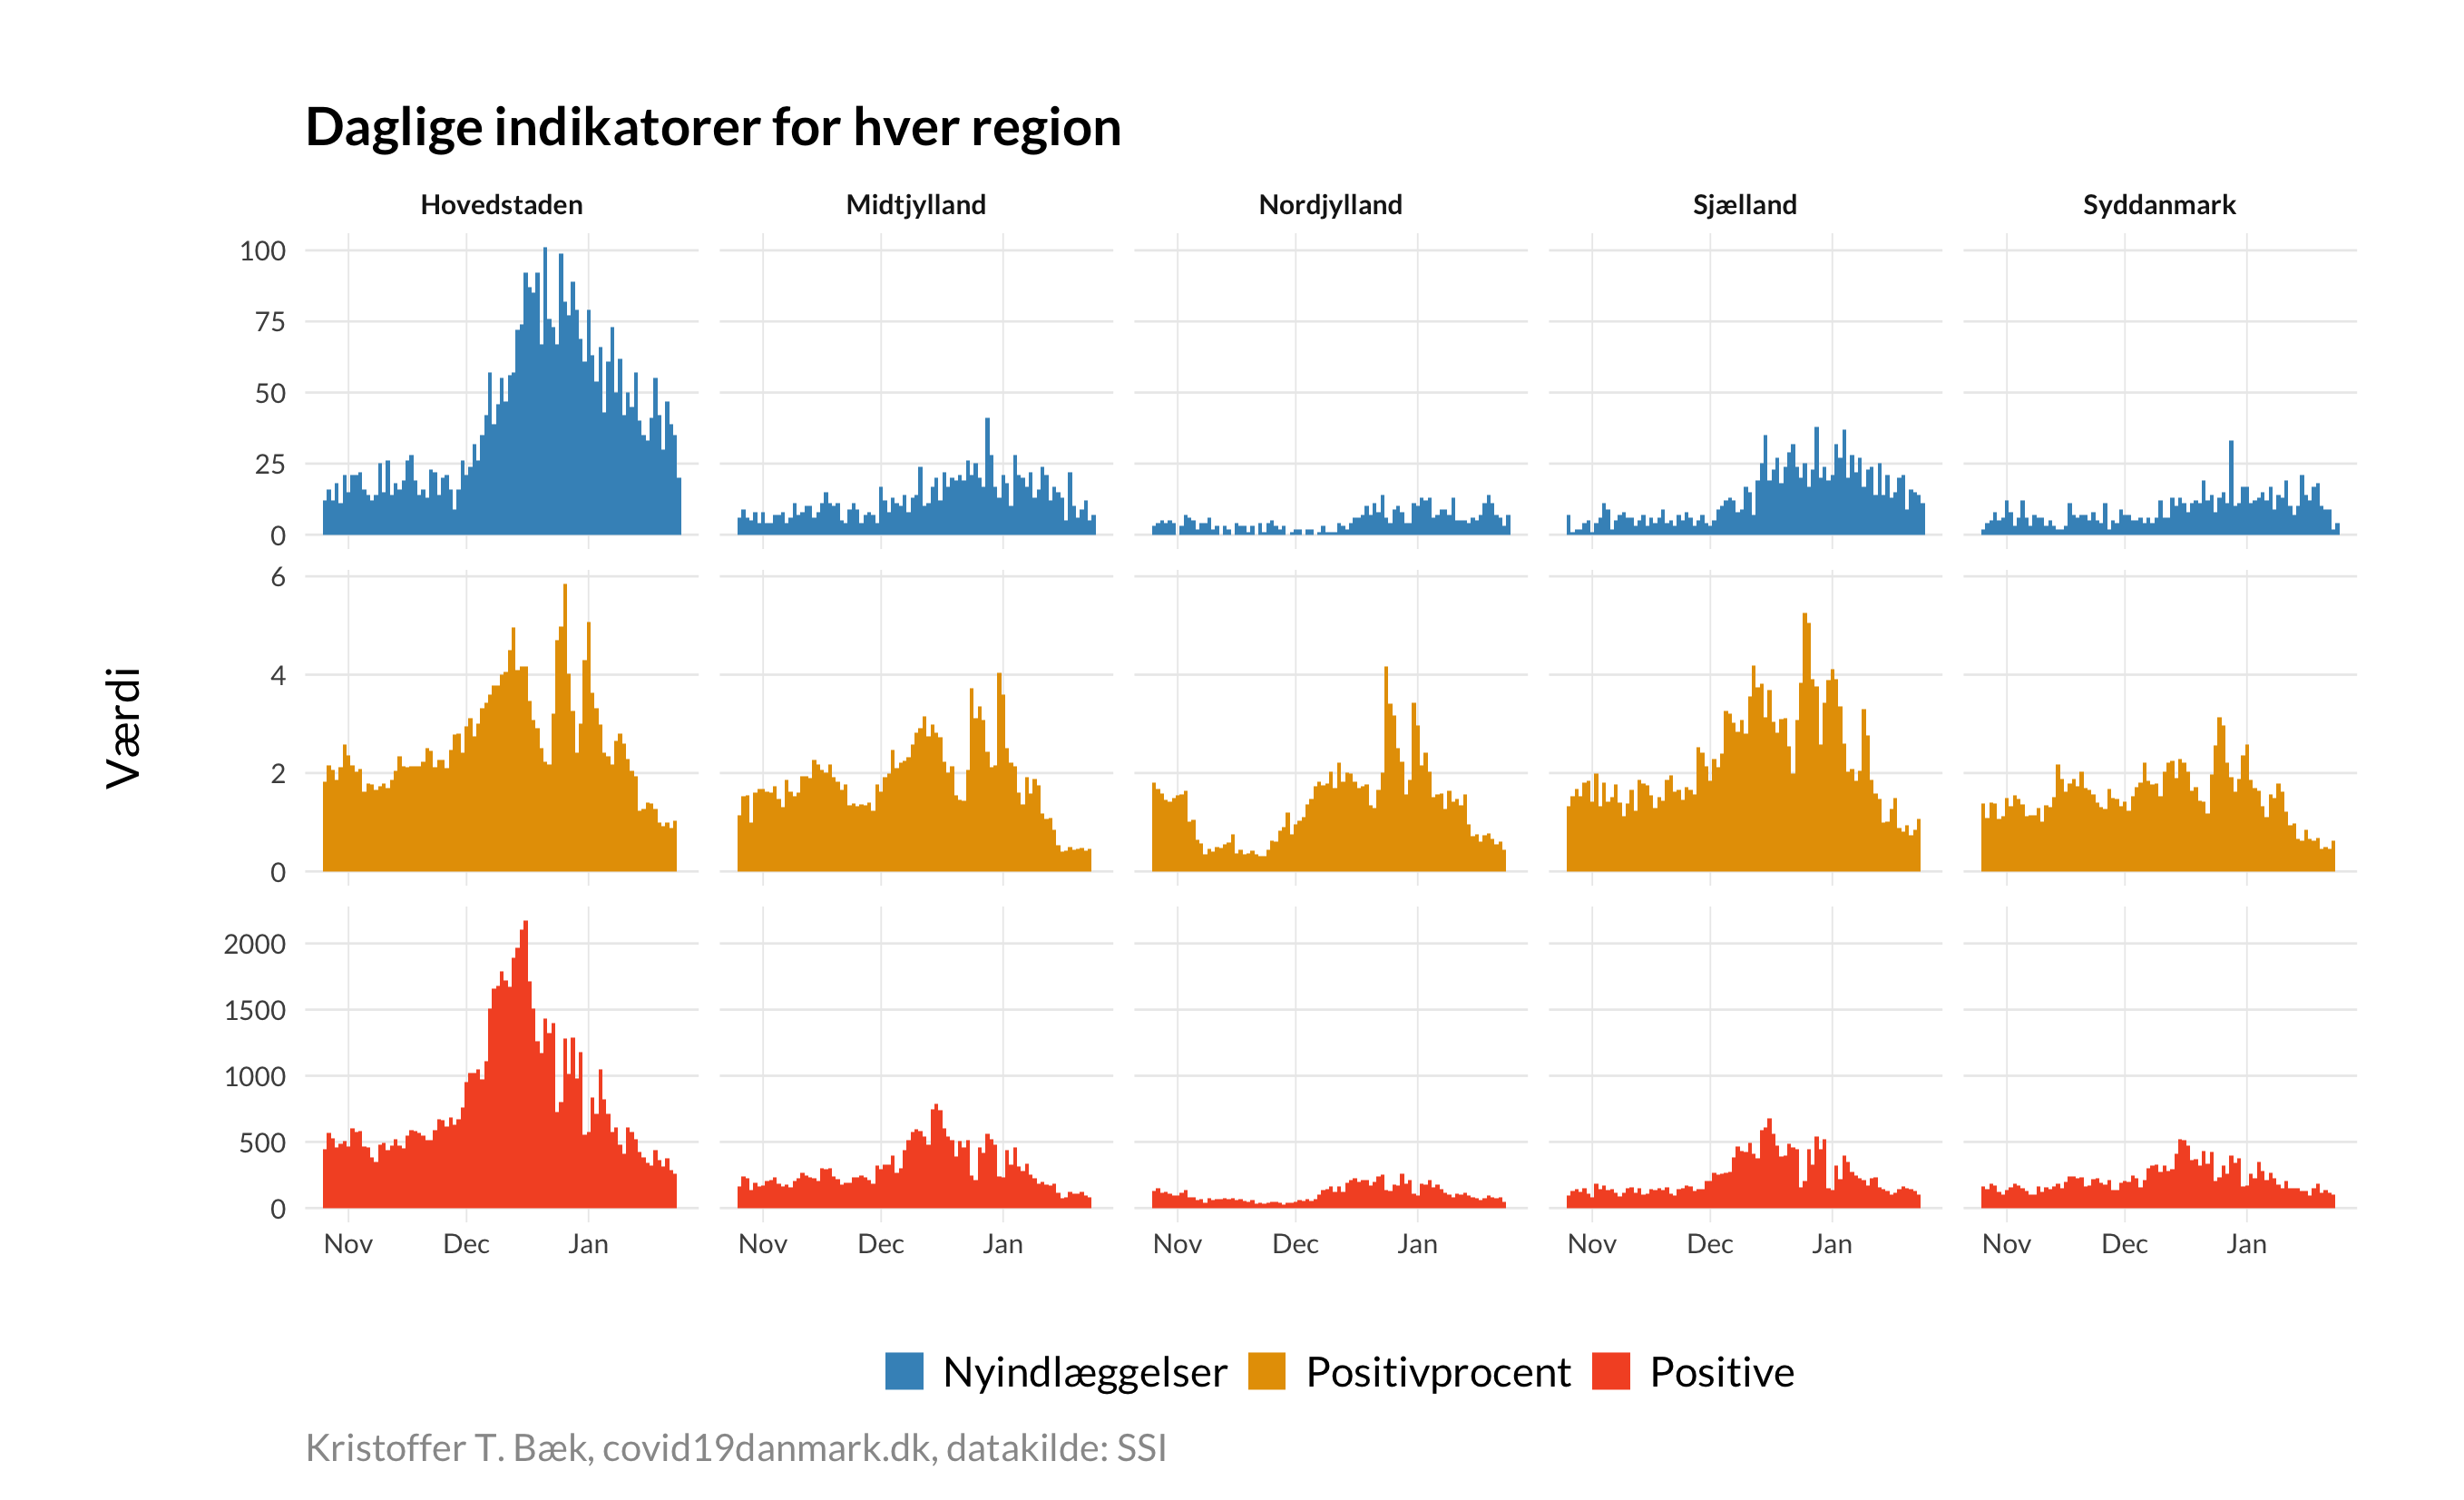 Daglige indikatorer for hver region
Hovedstaden Midtjylland Nordjylland Sjælland Syddanmark
100
75
50
25
0
6
4
2
0
Værdi
2000
1500
1000
500
0
Nov Dec Jan Nov Dec Jan Nov Dec Jan Nov Dec Jan Nov Dec Jan
Nyindlæggelser Positivprocent Positive
Kristoffer T. Bæk, covid19danmark.dk, datakilde: SSI